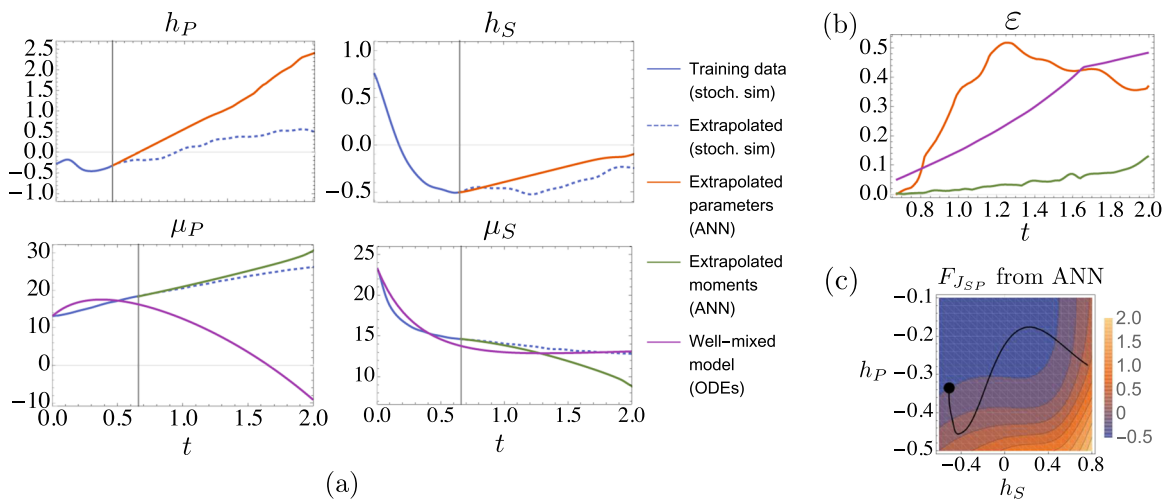 h_P
2.5
2.0
1.5
1.0
0.5
0.0
−0.5
−1.0
h_S
1.0
0.5
0.0
−0.5
Training data
(stoch. sim)
Extrapolated
(stoch. sim)
Extrapolated
parameters
(ANN)
Extrapolated
moments
(ANN)
Well−mixed
model
(ODEs)
μ_P
30
20
10
0
−10
0.0 0.5 1.0 1.5 2.0
t
μ_S
25
20
15
10
0.0 0.5 1.0 1.5 2.0
t
(a)
(b)
ε
0.5
0.4
0.3
0.2
0.1
0.0
0.8 1.0 1.2 1.4 1.6 1.8 2.0
t
(c)
F_{J_{SP}} from ANN
h_P
-0.1
-0.2
-0.3
-0.4
-0.5
-0.4 0 0.4 0.8
h_S
2.0
1.5
1.0
0.5
0
−0.5